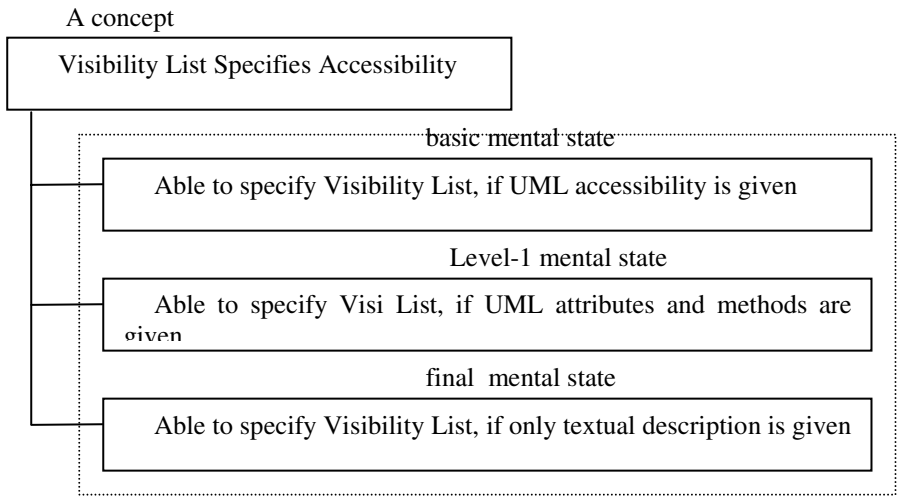 A concept
Visibility List Specifies Accessibility
basic mental state
Able to specify Visibility List, if UML accessibility is given
Level-1 mental state
Able to specify Visi List, if UML attributes and methods are
given
final mental state
Able to specify Visibility List, if only textual description is given